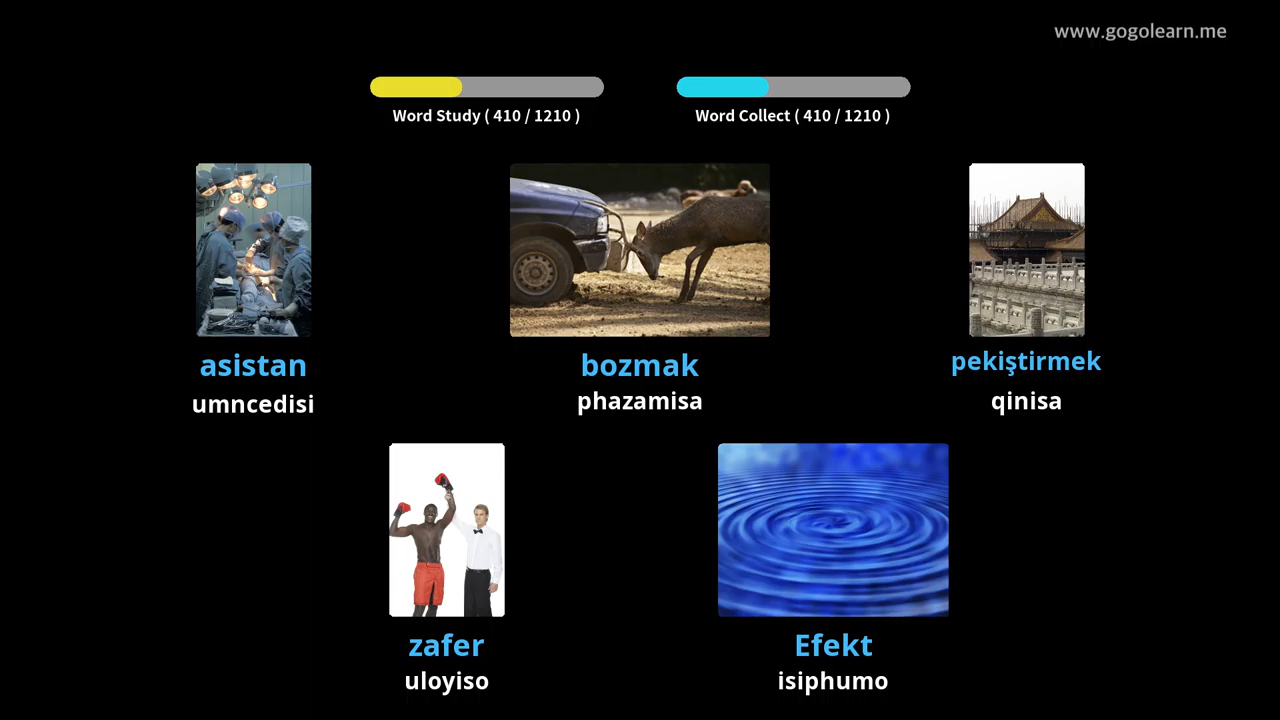 www.gogolearn.me
Word Study ( 410 / 1210 )
Word Collect ( 410 / 1210 )
asistan
umncedisi
bozmak
phazamisa
pekiştirmek
qinisa
zafer
uloyiso
Efekt
isiphumo